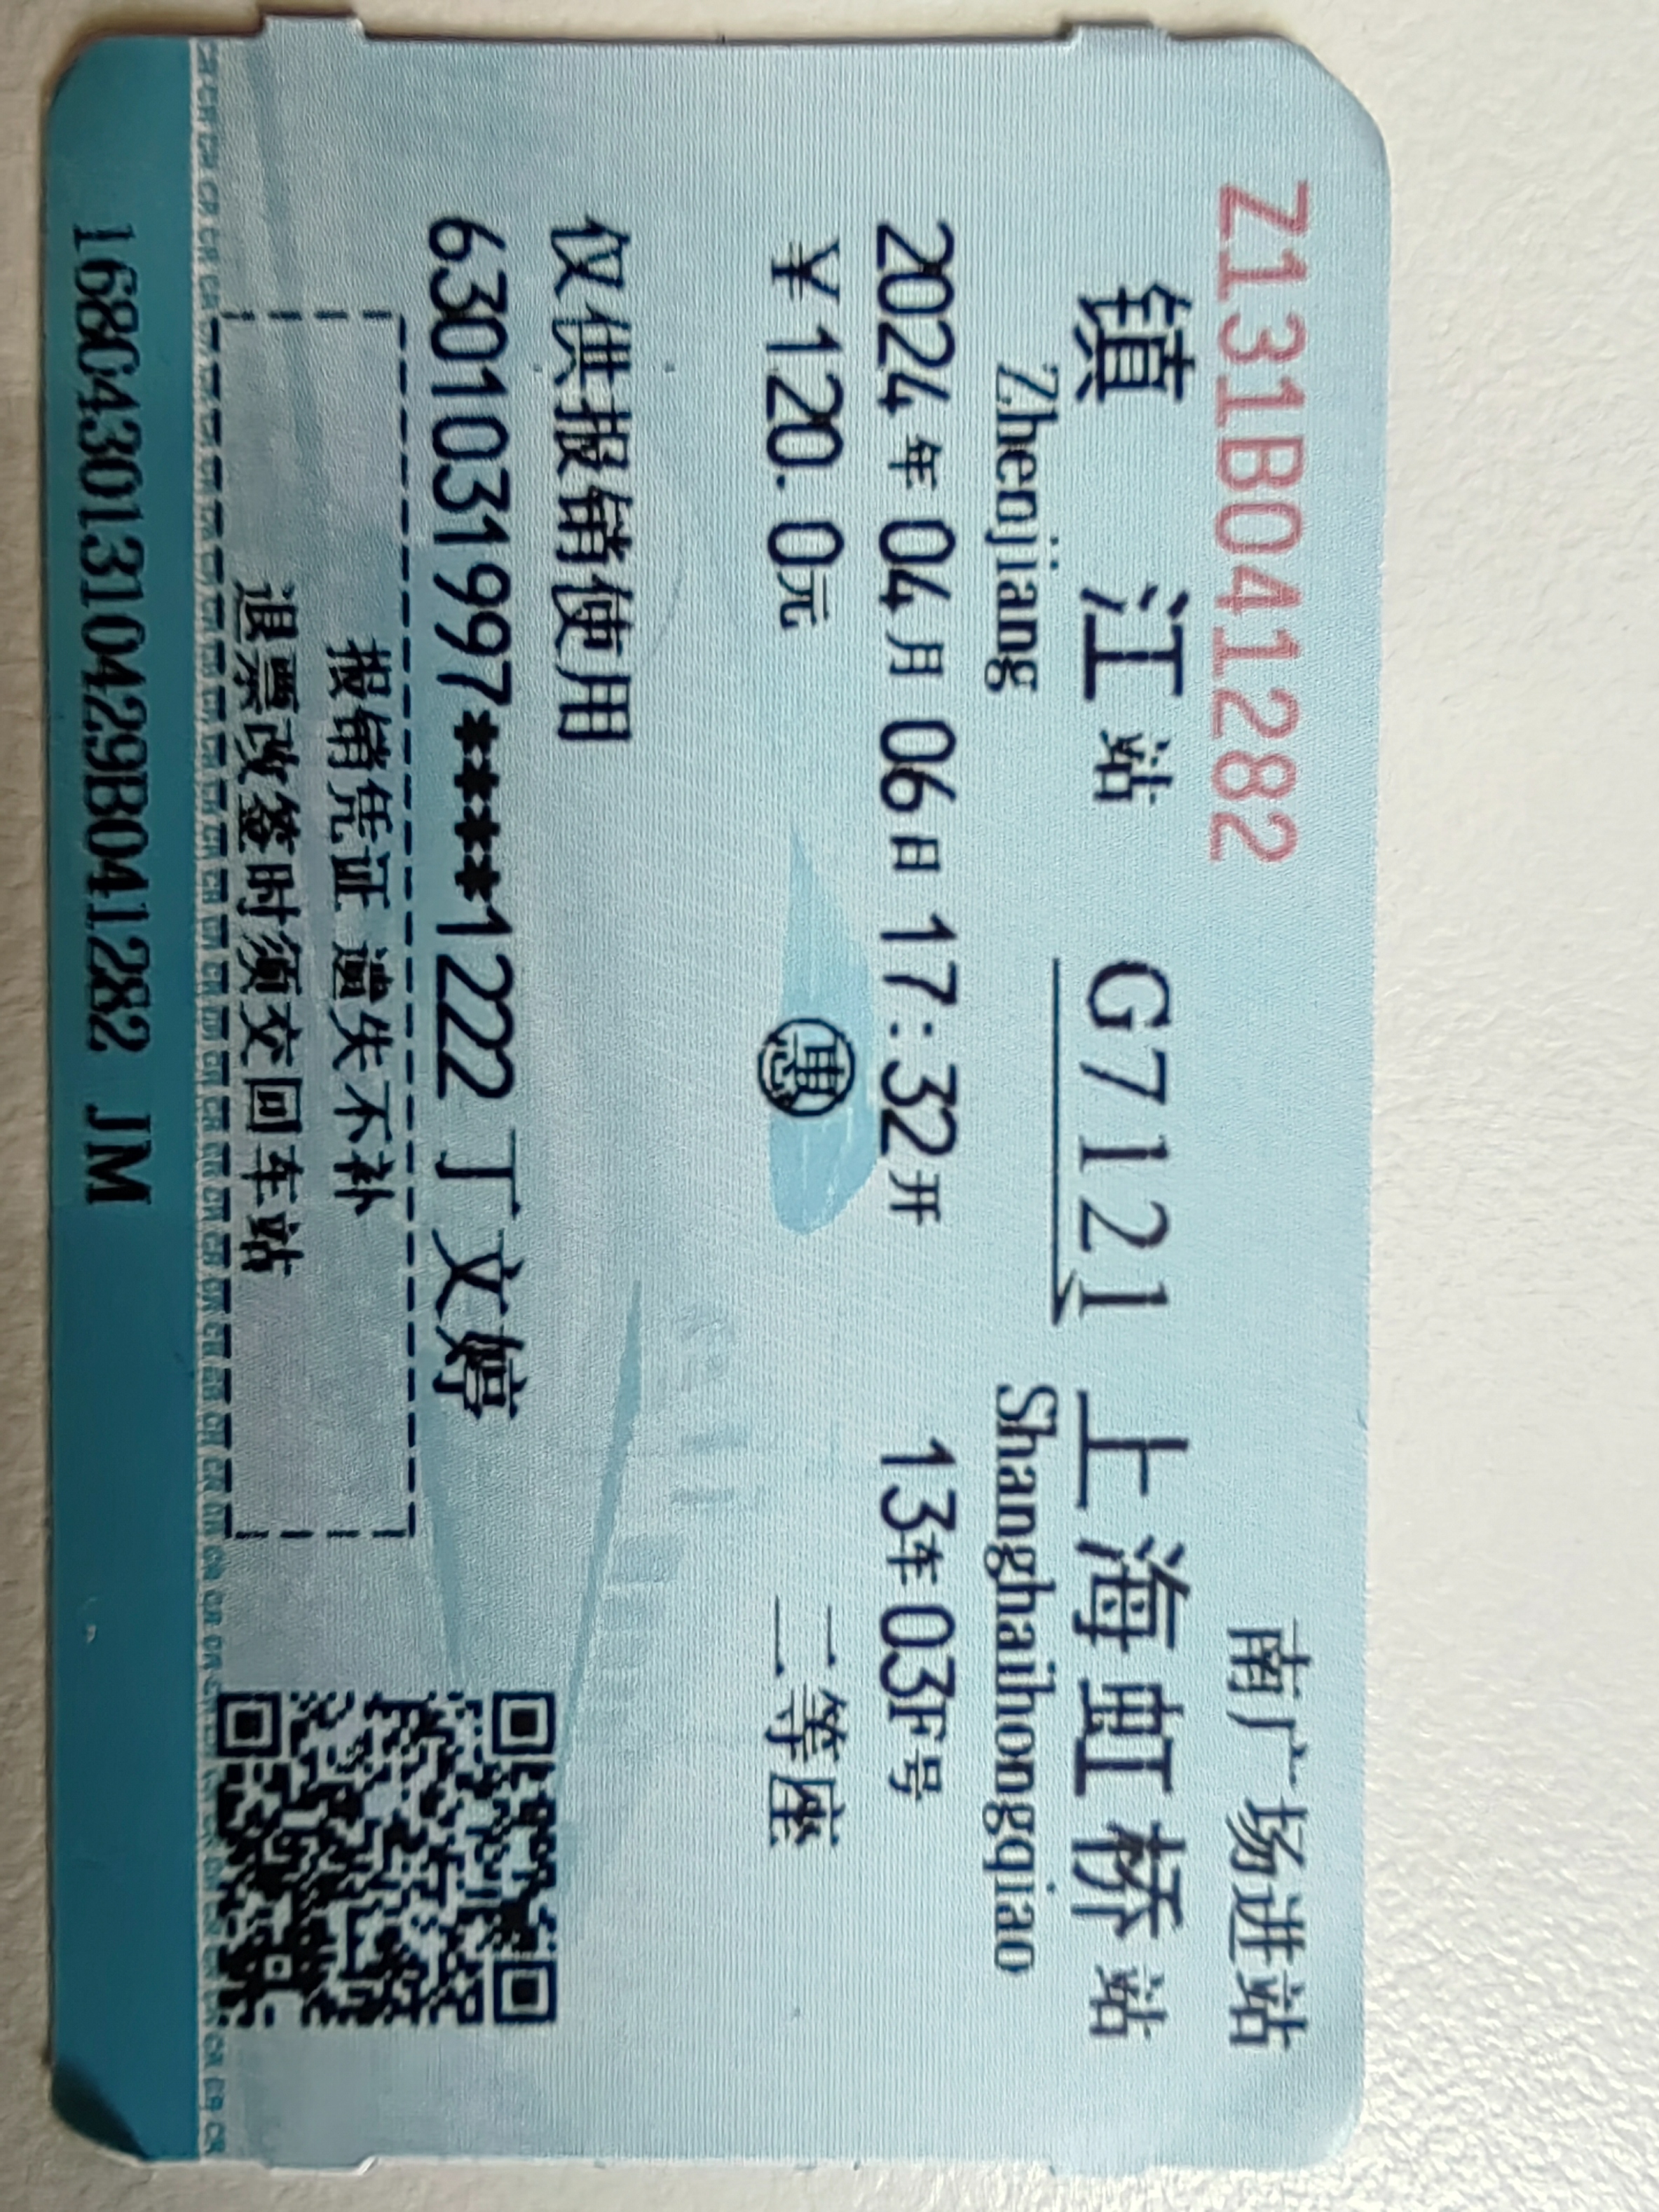 Z131B041282 南广场进站
镇江站 G7121 上海虹桥站
Zhenjiang Shanghaihongqiao
2024年04月06日17:32开 13车03F号
¥120.0元 惠 二等座
仅供报销使用
6301031997****1222 丁文婷
报销凭证 遗失不补
退票改签时须交回车站
16804301310429B041282 JM